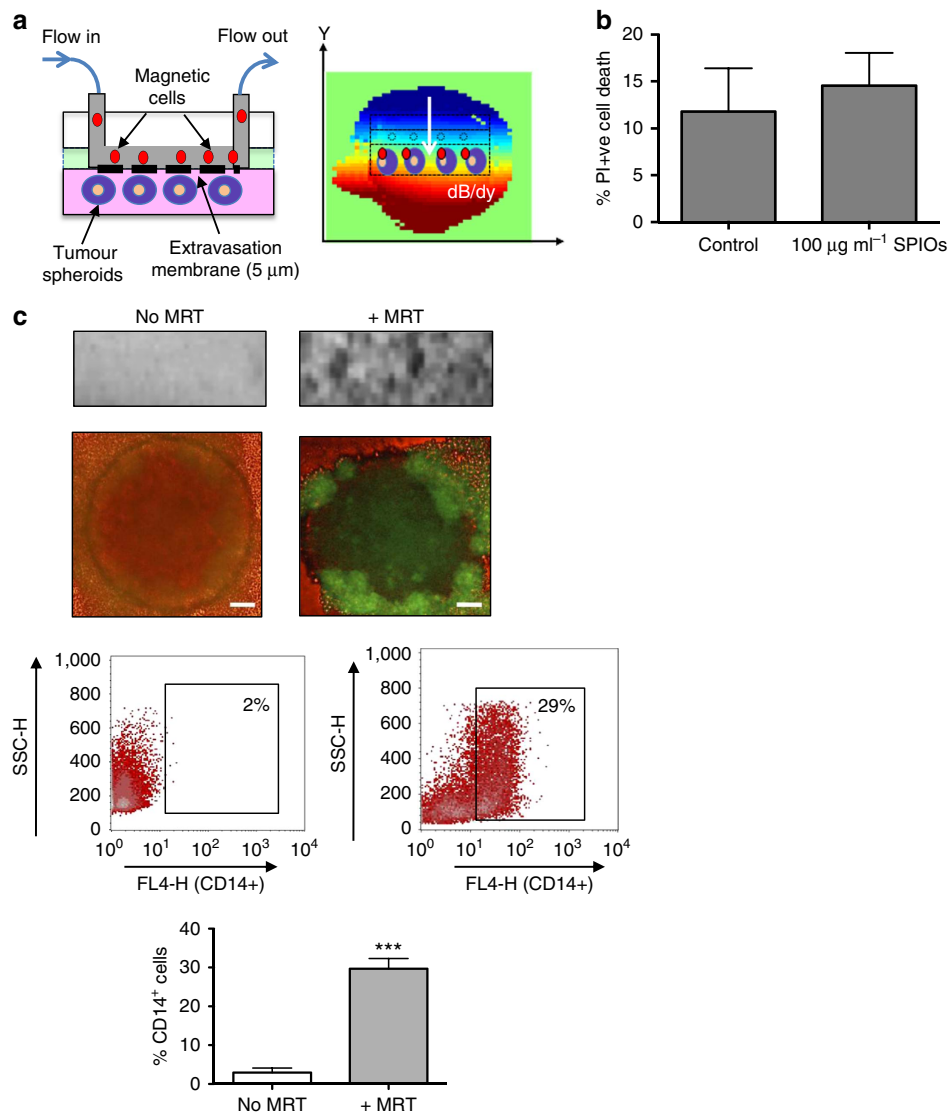 a
Flow in
Flow out
Magnetic
cells
Tumour
spheroids
Extravasation
membrane (5 μm)
Y
dB/dy
b
% PI+ve cell death
20
15
10
5
0
Control
100 μg ml⁻¹ SPIOs
c
No MRT
+ MRT
SSC-H
1,000
800
600
400
200
0
2%
10⁰ 10¹ 10² 10³ 10⁴
FL4-H (CD14+)
SSC-H
1,000
800
600
400
200
0
29%
10⁰ 10¹ 10² 10³ 10⁴
FL4-H (CD14+)
% CD14⁺ cells
40
30
20
10
0
***
No MRT
+ MRT